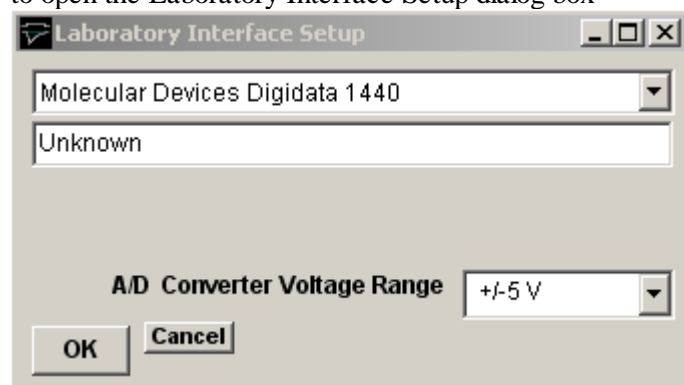 to open the Laboratory Interface Setup dialog box
Laboratory Interface Setup
Molecular Devices Digidata 1440
Unknown
A/D Converter Voltage Range +/-5 V
OK Cancel